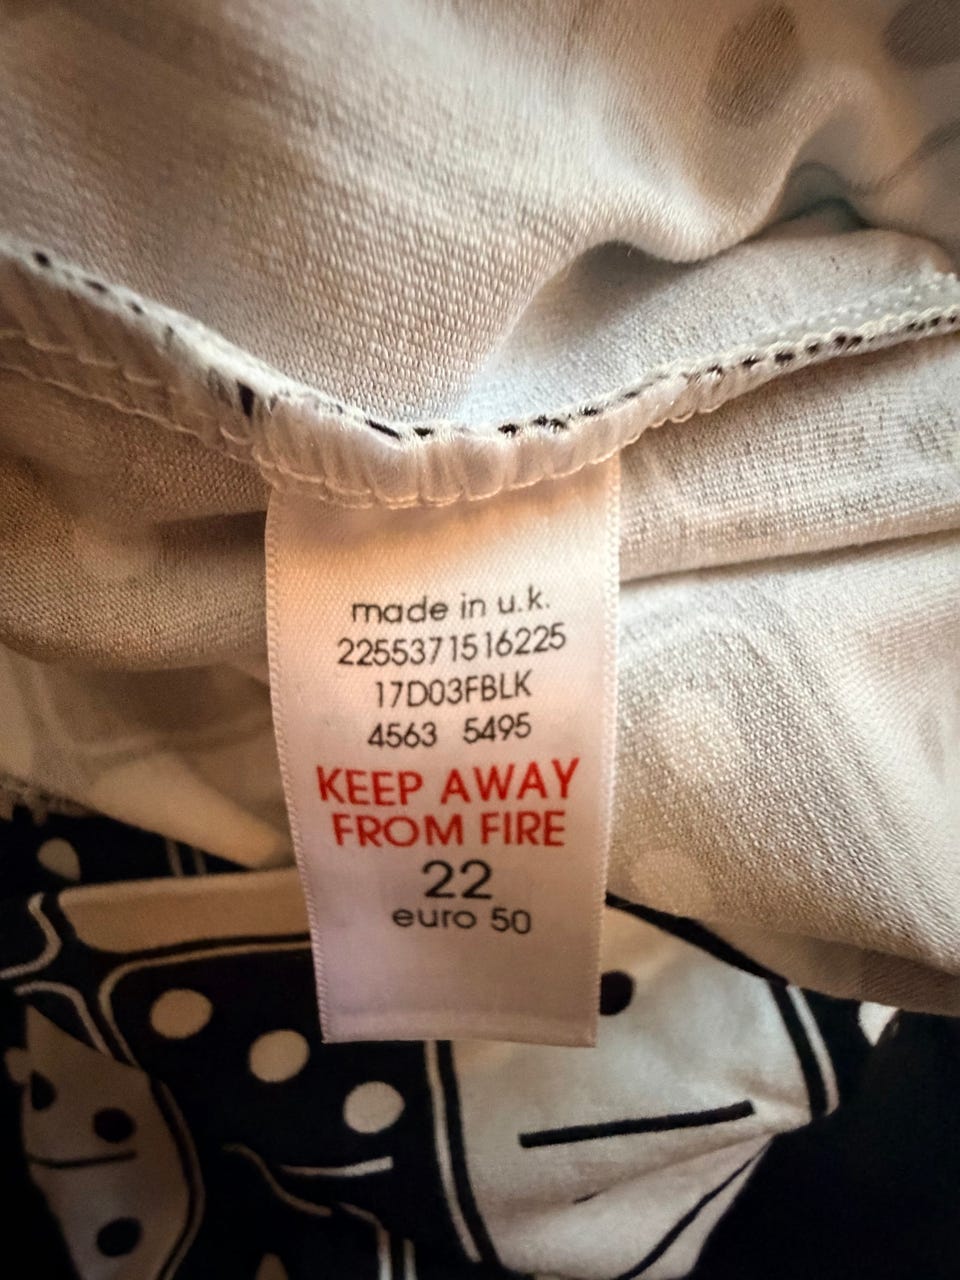 made in u.k.
2255371516225
17D03FBLK
4563 5495
KEEP AWAY
FROM FIRE
22
euro 50